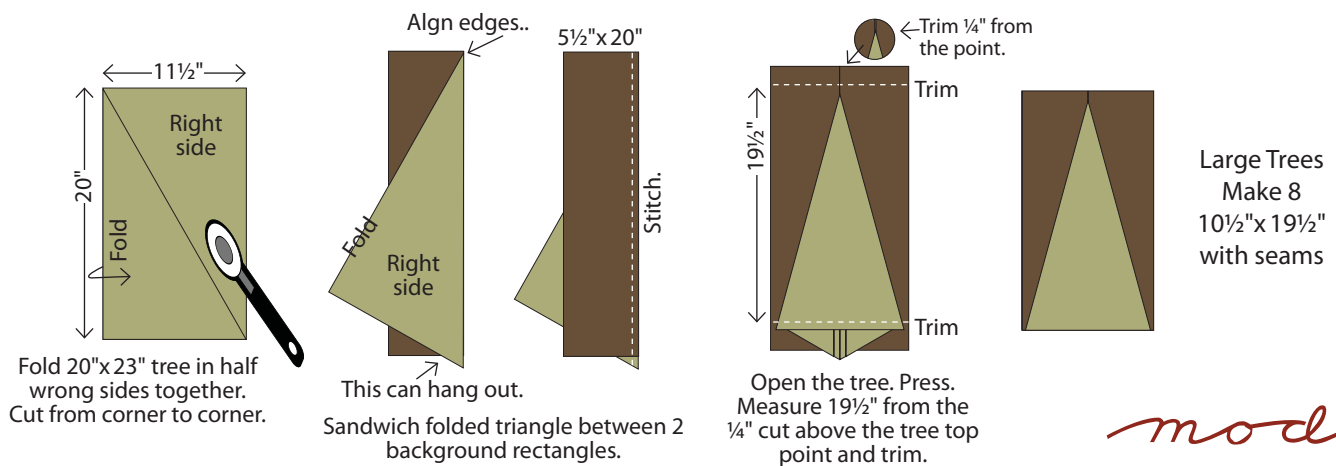 11½"
20"
Right
side
Fold
Fold 20"x 23" tree in half
wrong sides together.
Cut from corner to corner.
Algn edges..
Fold
Right
side
This can hang out.
5½"x 20"
Stitch.
Sandwich folded triangle between 2
background rectangles.
Trim ¼" from
the point.
Trim
19½"
Trim
Open the tree. Press.
Measure 19½" from the
¼" cut above the tree top
point and trim.
Large Trees
Make 8
10½"x 19½"
with seams
mod